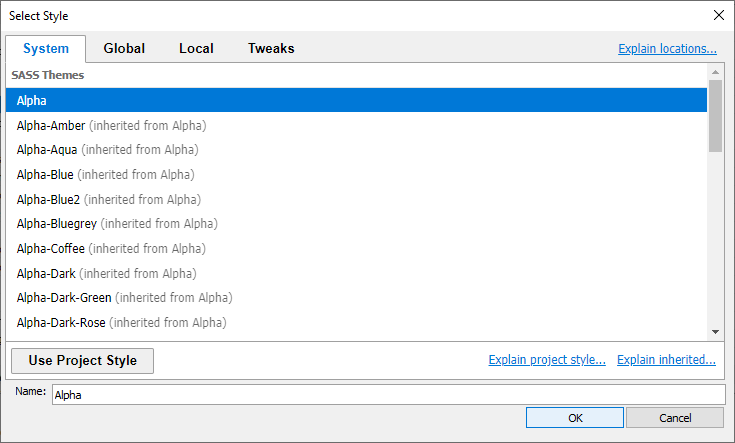 Select Style
System Global Local Tweaks Explain locations...
SASS Themes
Alpha
Alpha-Amber (inherited from Alpha)
Alpha-Aqua (inherited from Alpha)
Alpha-Blue (inherited from Alpha)
Alpha-Blue2 (inherited from Alpha)
Alpha-Bluegrey (inherited from Alpha)
Alpha-Coffee (inherited from Alpha)
Alpha-Dark (inherited from Alpha)
Alpha-Dark-Green (inherited from Alpha)
Alpha-Dark-Rose (inherited from Alpha)
Use Project Style Explain project style... Explain inherited...
Name: Alpha
OK Cancel